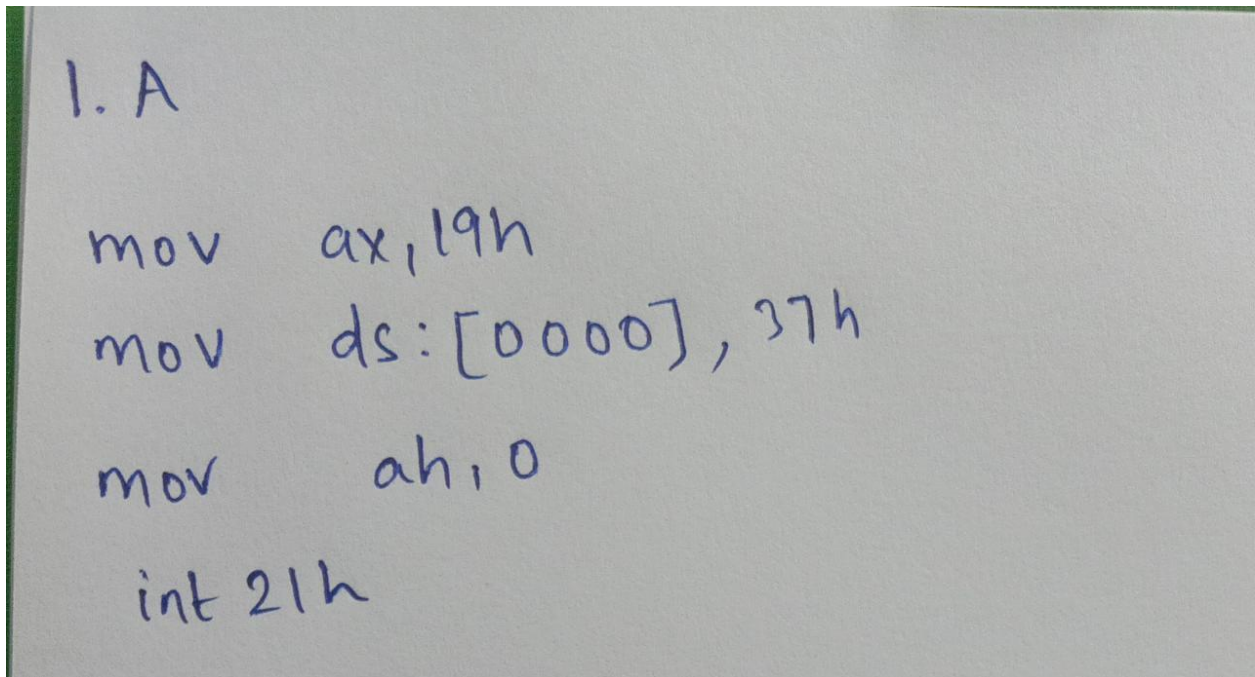 1. A
mov ax, 19h
mov ds:[0000], 37h
mov ah, 0
int 21h